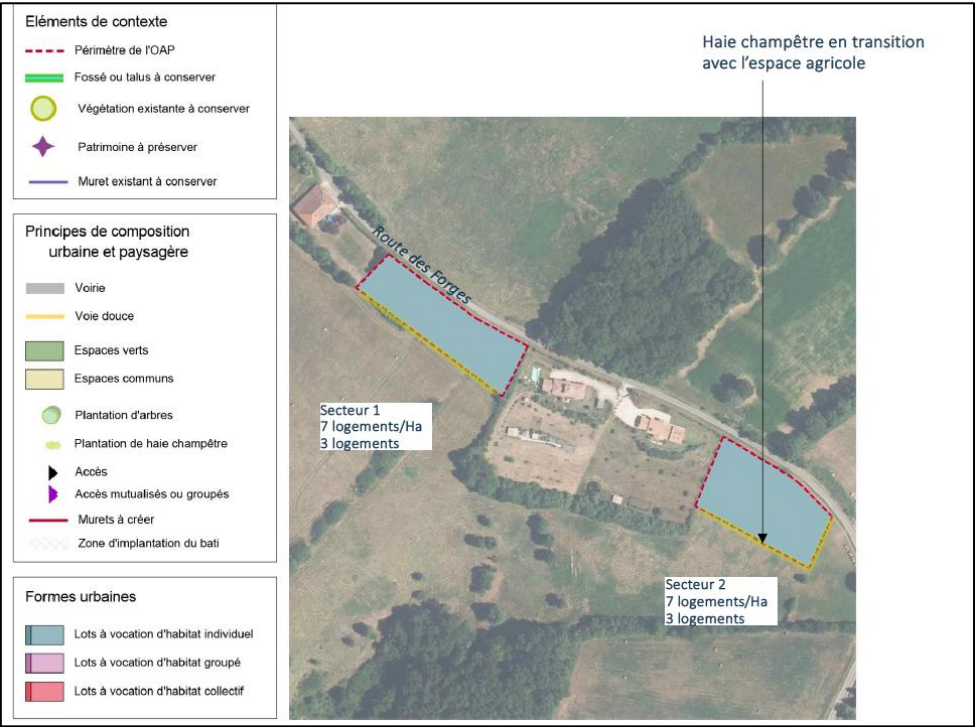 Eléments de contexte
Périmètre de l'OAP
Fossé ou talus à conserver
Végétation existante à conserver
Patrimoine à préserver
Muret existant à conserver
Principes de composition
urbaine et paysagère
Voirie
Voie douce
Espaces verts
Espaces communs
Plantation d'arbres
Plantation de haie champêtre
Accès
Accès mutualisés ou groupés
Murets à créer
Zone d'implantation du bati
Formes urbaines
Lots à vocation d'habitat individuel
Lots à vocation d'habitat groupé
Lots à vocation d'habitat collectif
Haie champêtre en transition
avec l'espace agricole
Route des Forges
Secteur 1
7 logements/Ha
3 logements
Secteur 2
7 logements/Ha
3 logements